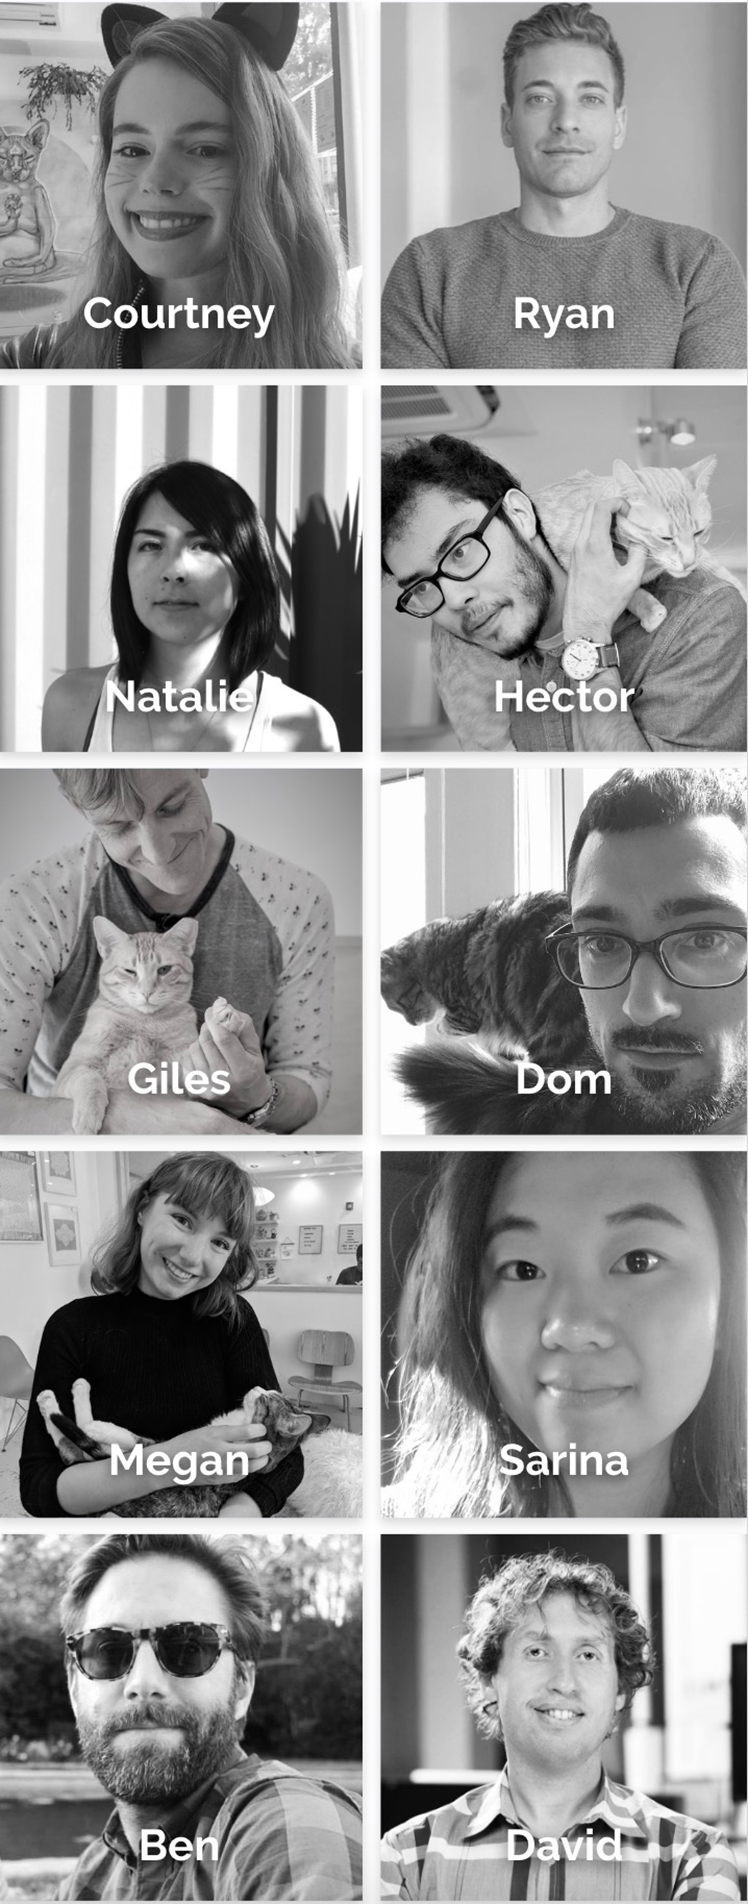 Courtney
Ryan
Natalie
Hector
Giles
Dom
Megan
Sarina
Ben
David